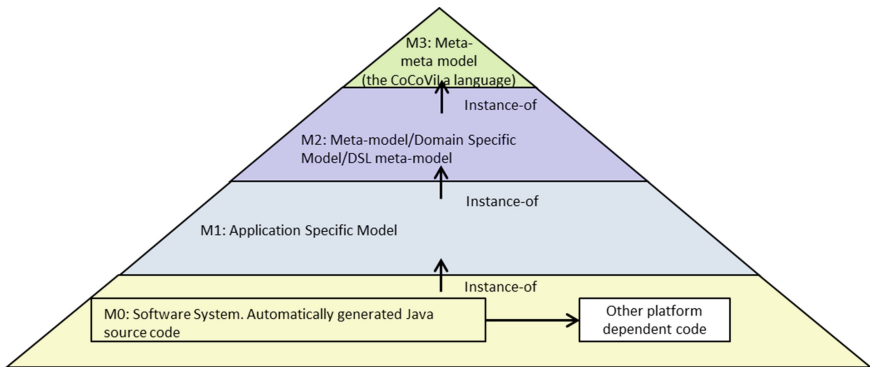 M3: Meta-
meta model
(the CoCoViLa language)
Instance-of
M2: Meta-model/Domain Specific
Model/DSL meta-model
Instance-of
M1: Application Specific Model
Instance-of
M0: Software System. Automatically generated Java
source code
Other platform
dependent code